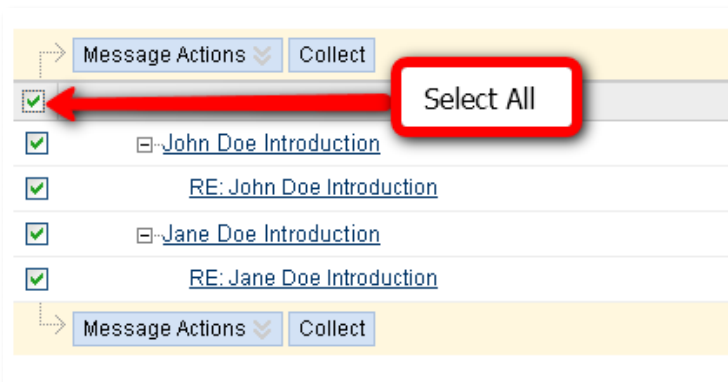 Message Actions Collect
Select All
John Doe Introduction
RE: John Doe Introduction
Jane Doe Introduction
RE: Jane Doe Introduction
Message Actions Collect